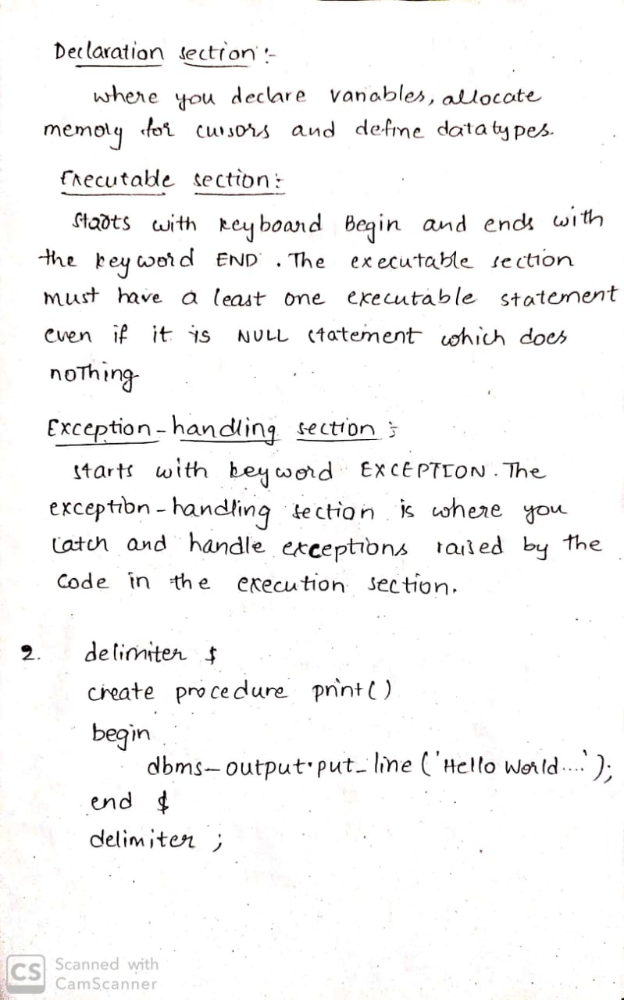 Declaration section :-
where you declare variables, allocate
memory for cursors and define datatypes.
Executable section :-
Starts with keyboard Begin and ends with
the keyword END . The executable section
must have a least one executable statement
even if it is NULL statement which does
nothing
Exception-handling section :-
starts with keyword EXCEPTION . The
exception-handling section is where you
catch and handle exceptions raised by the
code in the execution section.
2. delimiter $
create procedure print()
begin
dbms_output.put_line ('Hello World....');
end $
delimiter ;
CS Scanned with
CamScanner